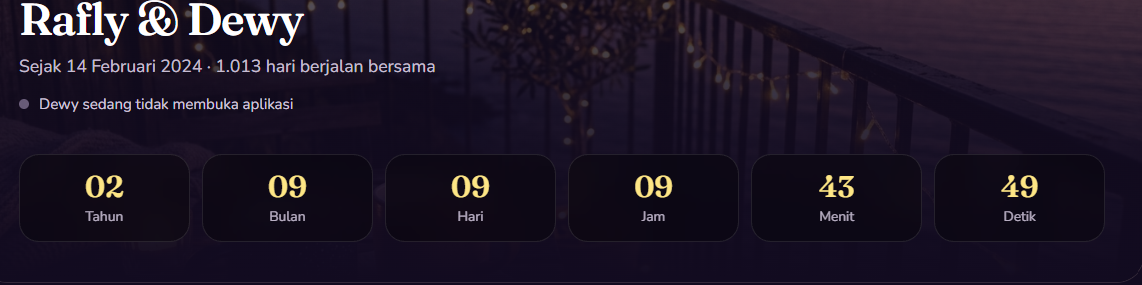 Rafly & Dewy
Sejak 14 Februari 2024 · 1.013 hari berjalan bersama
Dewy sedang tidak membuka aplikasi
02 09 09 09 43 49
Tahun Bulan Hari Jam Menit Detik